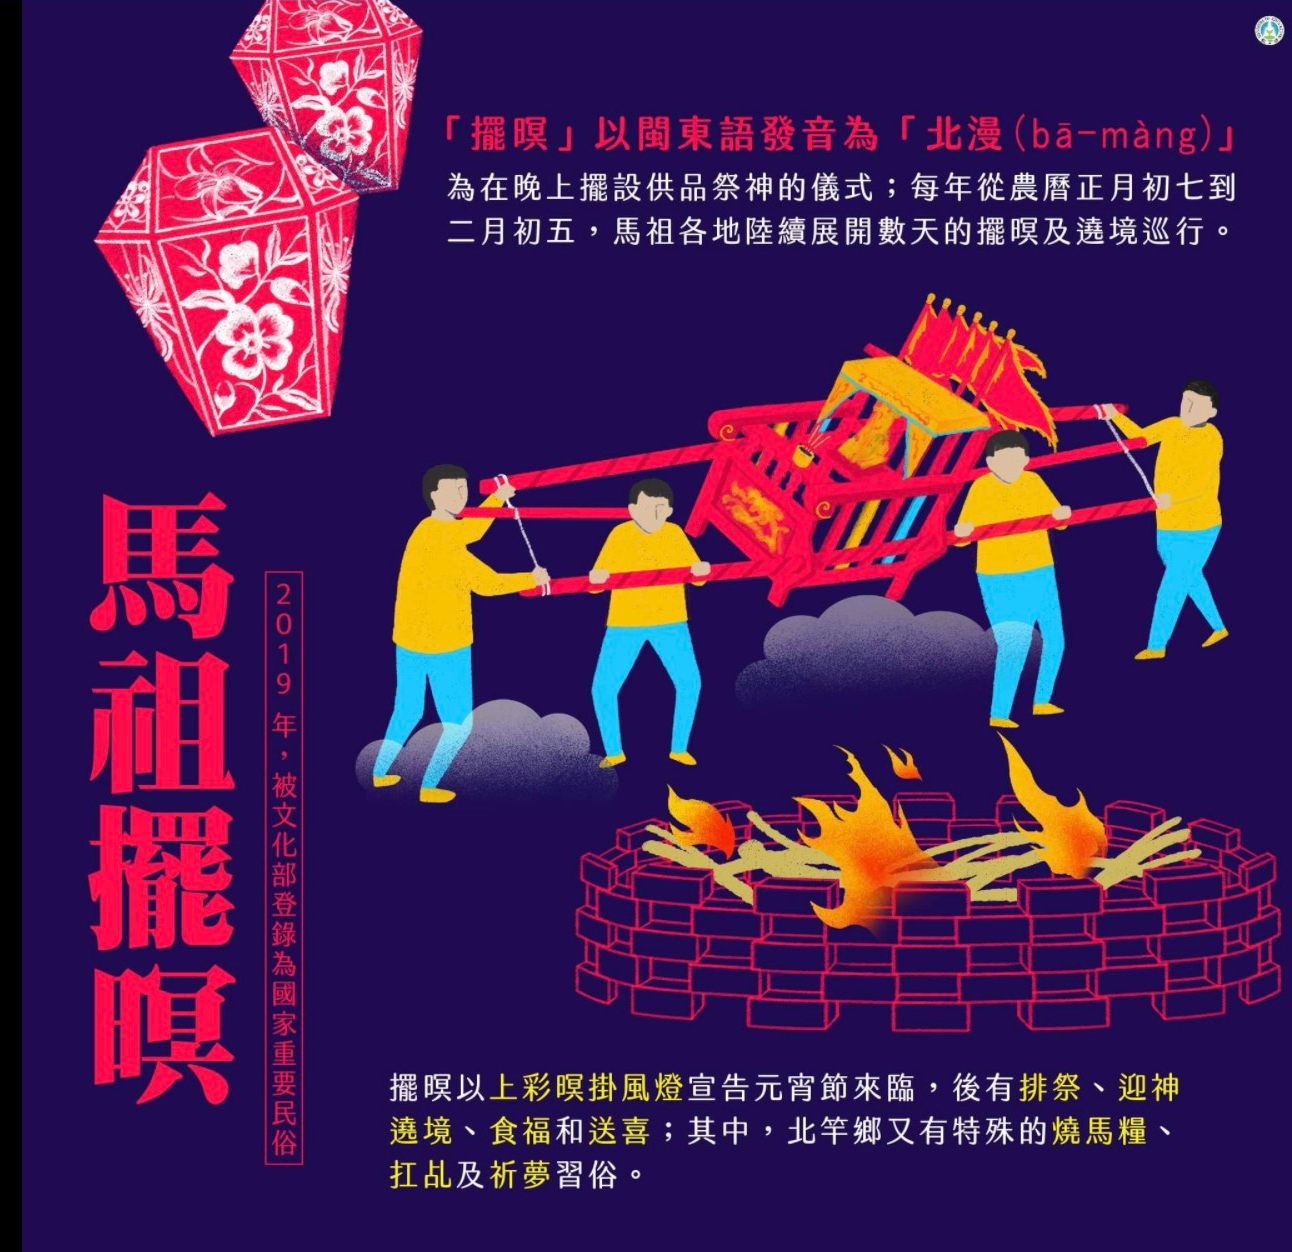 「擺暝」以閩東語發音為「北漫(bā-màng)」
為在晚上擺設供品祭神的儀式；每年從農曆正月初七到
二月初五，馬祖各地陸續展開數天的擺暝及遶境巡行。
馬祖擺暝
2019 年，被文化部登錄為國家重要民俗
擺暝以上彩暝掛風燈宣告元宵節來臨，後有排祭、迎神
遶境、食福和送喜；其中，北竿鄉又有特殊的燒馬糧、
扛乩及祈夢習俗。